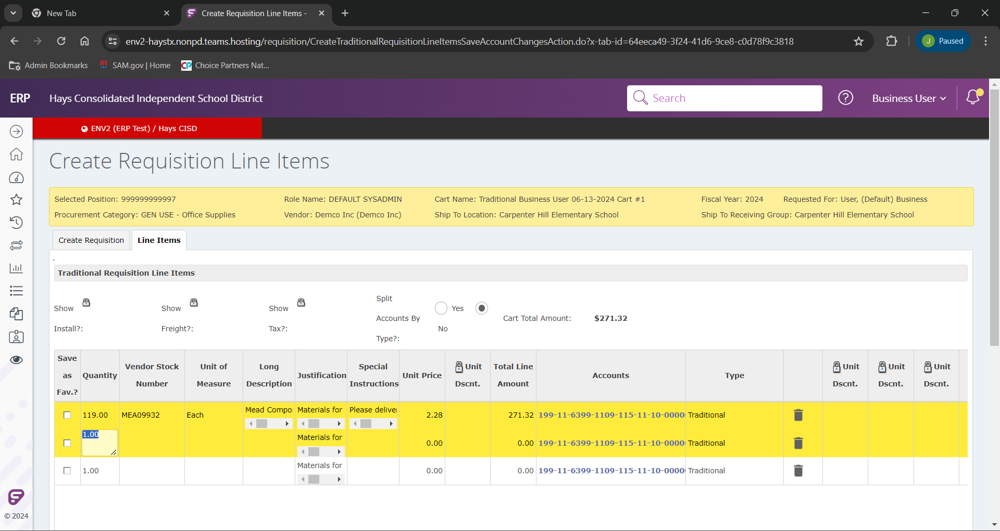 New Tab
Create Requisition Line Items -
env2-haystx.nonpd.teams.hosting/requisition/CreateTraditionalRequisitionLineItemsSaveAccountChangesAction.do?x-tab-id=64eeca49-3f24-41d6-9ce8-c0d78f9c3818
J Paused
Admin Bookmarks
SAM.gov | Home
CP Choice Partners Nat...
ERP
Hays Consolidated Independent School District
Search
Business User
ENV2 (ERP Test) / Hays CISD
Create Requisition Line Items
Selected Position: 999999999997
Role Name: DEFAULT SYSADMIN
Cart Name: Traditional Business User 06-13-2024 Cart #1
Fiscal Year: 2024
Requested For: User, (Default) Business
Procurement Category: GEN USE - Office Supplies
Vendor: Demco Inc (Demco Inc)
Ship To Location: Carpenter Hill Elementary School
Ship To Receiving Group: Carpenter Hill Elementary School
Create Requisition
Line Items
.
Traditional Requisition Line Items
Show
Install?:
Show
Freight?:
Show
Tax?:
Split
Accounts By
Type?:
Yes
No
Cart Total Amount:
$271.32
Save
as
Fav.?
Quantity
Vendor Stock
Number
Unit of
Measure
Long
Description
Justification
Special
Instructions
Unit Price
Unit
Dscnt.
Total Line
Amount
Accounts
Type
Unit
Dscnt.
Unit
Dscnt.
Unit
Dscnt.
119.00
MEA09932
Each
Mead Compo
Materials for
Please delive
2.28
271.32
199-11-6399-1109-115-11-10-0000
Traditional
1.00
Materials for
0.00
0.00
199-11-6399-1109-115-11-10-0000
Traditional
1.00
Materials for
0.00
0.00
199-11-6399-1109-115-11-10-0000
Traditional
© 2024